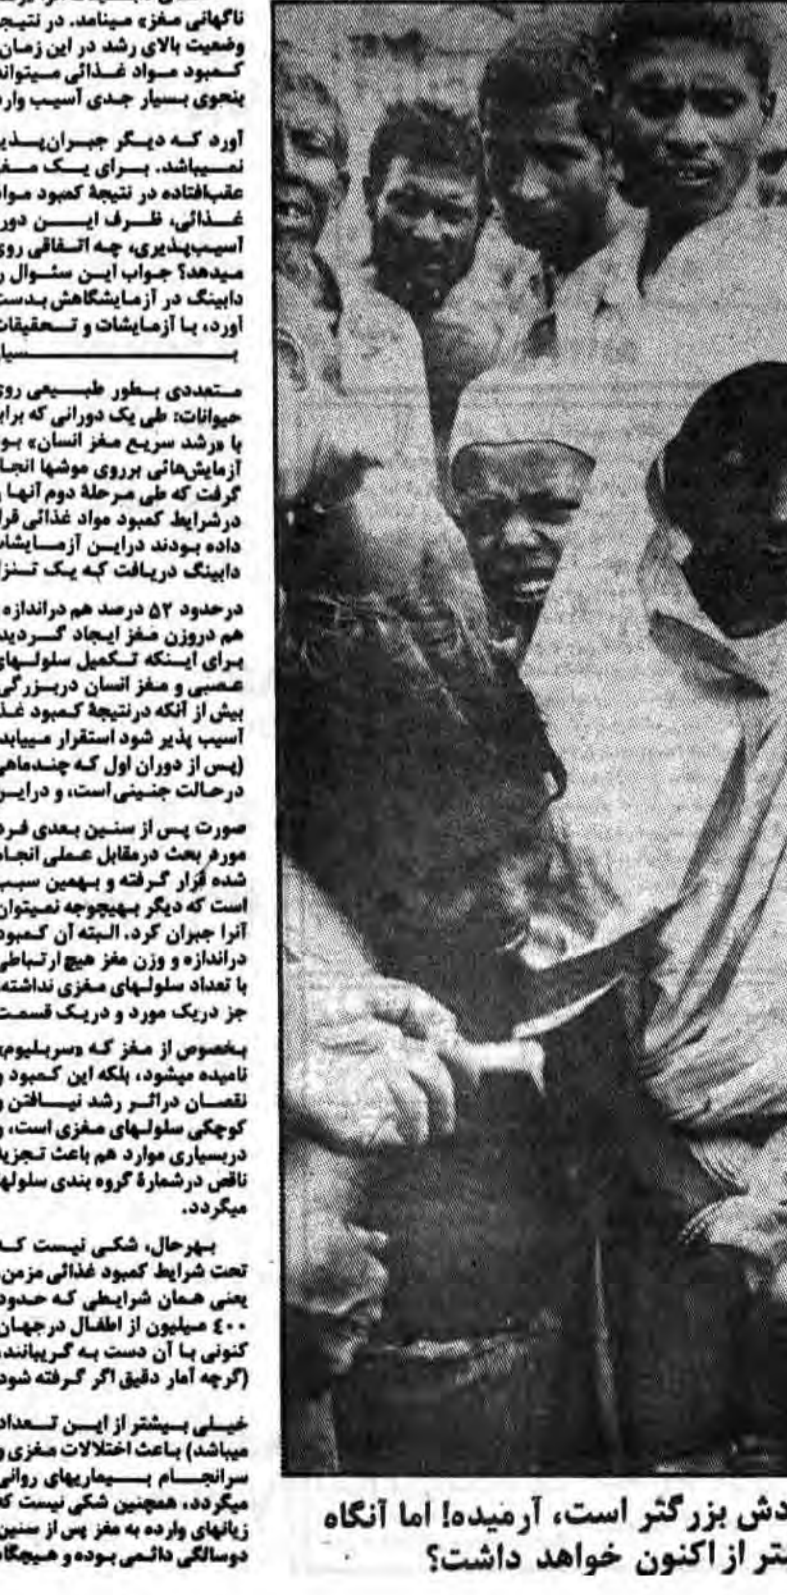 ناگهانی مغز» مینامد. در نتیجه
وضعیت بالای رشد در این زمان
کمبود مواد غذائی میتواند
بنحوی بسیار جدی آسیب وارد
آورد که دیگر جبران‌پذیر
نمیباشد. برای یک مغز
عقب‌افتاده در نتیجهٔ کمبود مواد
غذائی، ظرف این دوره
آسیب‌پذیری، چه اتفاقی روی
میدهد؟ جواب این سئوال را
دابینگ در آزمایشگاهش بدست
آورد، با آزمایشات و تحقیقات
بسیار
متعددی بطور طبیعی روی
حیوانات: طی یک دورانی که برابر
با «رشد سریع مغز انسان» بود
آزمایش‌هائی برروی موشها انجام
گرفت که طی مرحلهٔ دوم آنها را
درشرایط کمبود مواد غذائی قرار
داده بودند دراین آزمایشات
دابینگ دریافت که یک تنزل
درحدود ۵۲ درصد هم دراندازه و
هم دروزن مغز ایجاد گردید.
برای اینکه تکمیل سلولهای
عصبی و مغز انسان دربزرگی
بیش از آنکه درنتیجهٔ کمبود غذا
آسیب پذیر شود استقرار مییابد
(پس از دوران اول که چندماهی
درحالت جنینی است، و دراین
صورت پس از سنین بعدی فرد
مورد بحث درمقابل عملی انجام
شده قرار گرفته و بهمین سبب
است که دیگر بهیچوجه نمیتوان
آنرا جبران کرد. البته آن کمبود
دراندازه و وزن مغز هیچ ارتباطی
با تعداد سلولهای مغزی نداشته،
جز دریک مورد و دریک قسمت
بخصوص از مغز که «سربلیوم»
نامیده میشود، بلکه این کمبود و
نقصان دراثر رشد نیافتن و
کوچکی سلولهای مغزی است، و
دربسیاری موارد هم باعث تجزیه
ناقص درشمارهٔ گروه بندی سلولها
میگردد.
بهرحال، شکی نیست که
تحت شرایط کمبود غذائی مزمن،
یعنی همان شرایطی که حدود
۴۰۰ میلیون از اطفال درجهان
کنونی با آن دست به گریبانند،
(گرچه آمار دقیق اگر گرفته شود
خیلی بیشتر از این تعداد
میباشد) باعث اختلالات مغزی و
سرانجام بیماریهای روانی
میگردد، همچنین شکی نیست که
زیانهای وارده به مغز پس از سنین
دوسالگی دائمی بوده و هیچگاه
دش بزرگتر است، آرمیده! اما آنگاه
تر از اکنون خواهد داشت؟